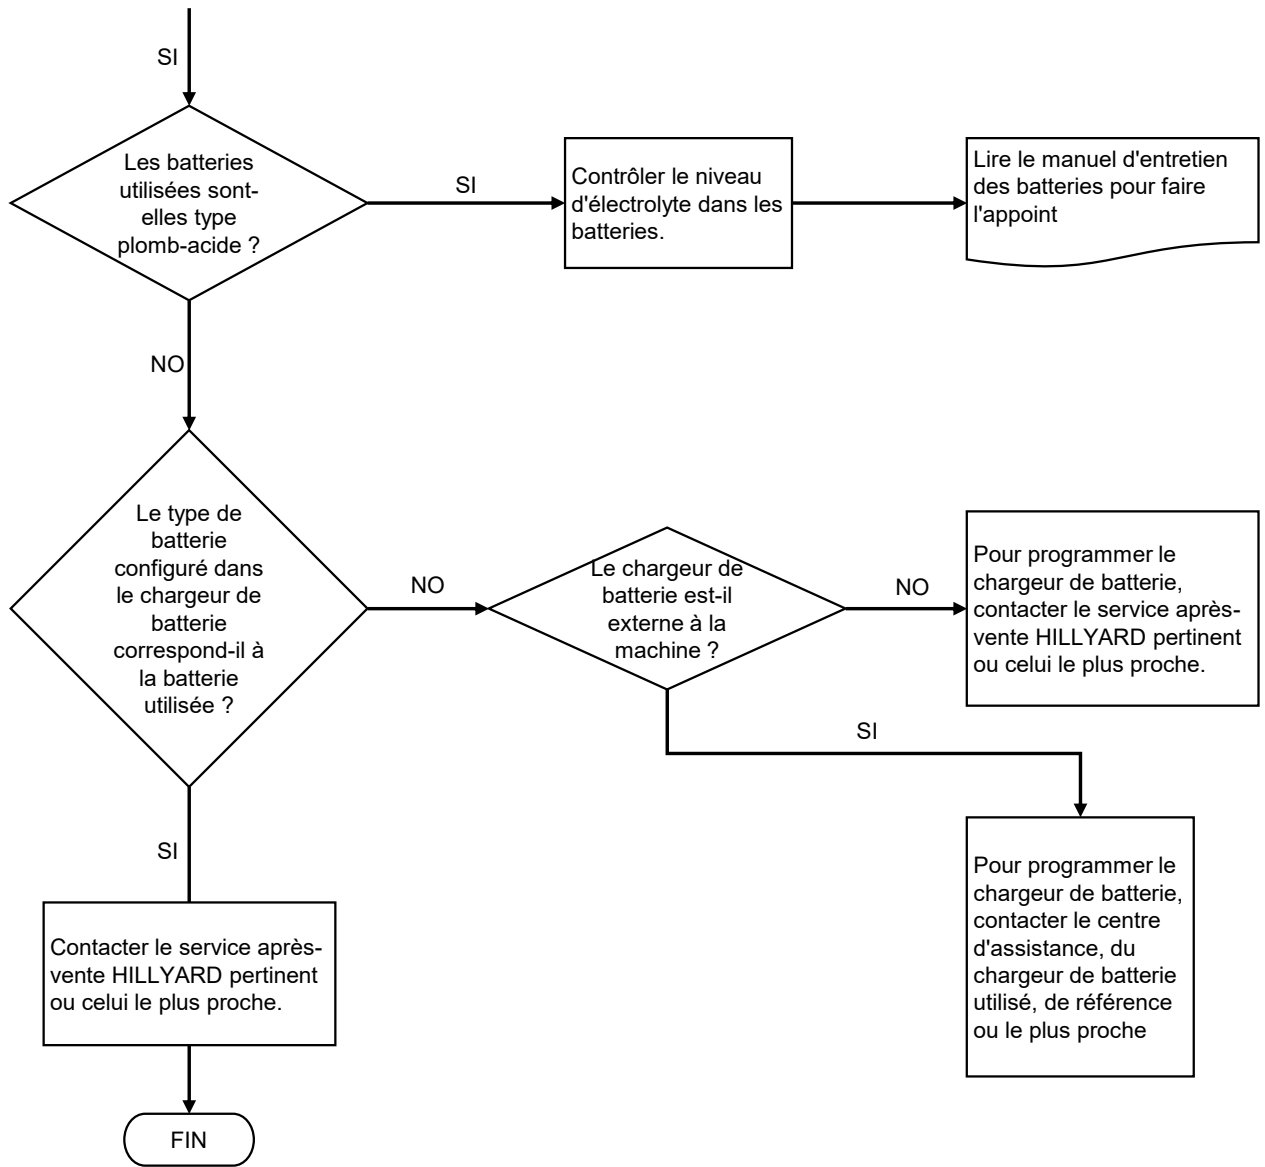 SI
Les batteries
utilisées sont-
elles type
plomb-acide ?
SI
Contrôler le niveau
d'électrolyte dans les
batteries.
Lire le manuel d'entretien
des batteries pour faire
l'appoint
NO
Le type de
batterie
configuré dans
le chargeur de
batterie
correspond-il à
la batterie
utilisée ?
NO
Le chargeur de
batterie est-il
externe à la
machine ?
NO
Pour programmer le
chargeur de batterie,
contacter le service après-
vente HILLYARD pertinent
ou celui le plus proche.
SI
Pour programmer le
chargeur de batterie,
contacter le centre
d'assistance, du
chargeur de batterie
utilisé, de référence
ou le plus proche
SI
Contacter le service après-
vente HILLYARD pertinent
ou celui le plus proche.
FIN